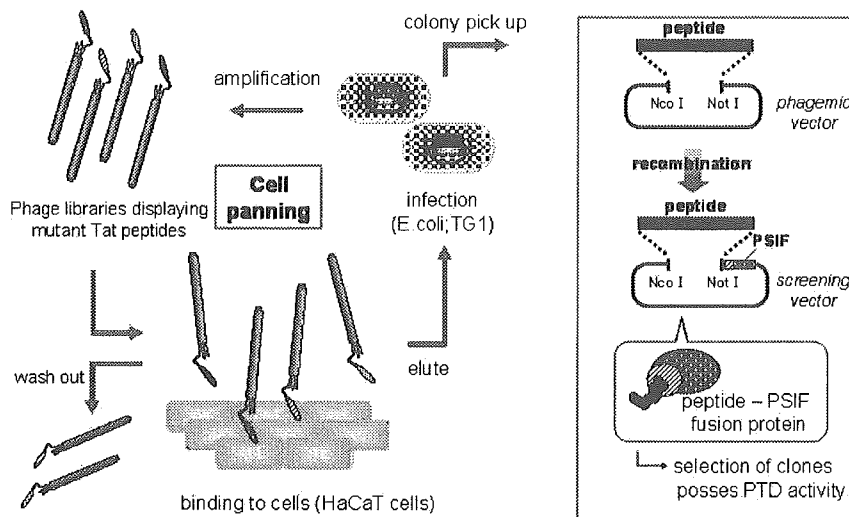 colony pick up
amplification
Cell
panning
infection
(E.coli;TG1)
Phage libraries displaying
mutant Tat peptides
wash out
elute
binding to cells (HaCaT cells)
peptide
Nco I Not I
phagemic
vector
recombination
peptide
PSIF
Nco I Not I
screening
vector
peptide – PSIF
fusion protein
selection of clones
posses PTD activity